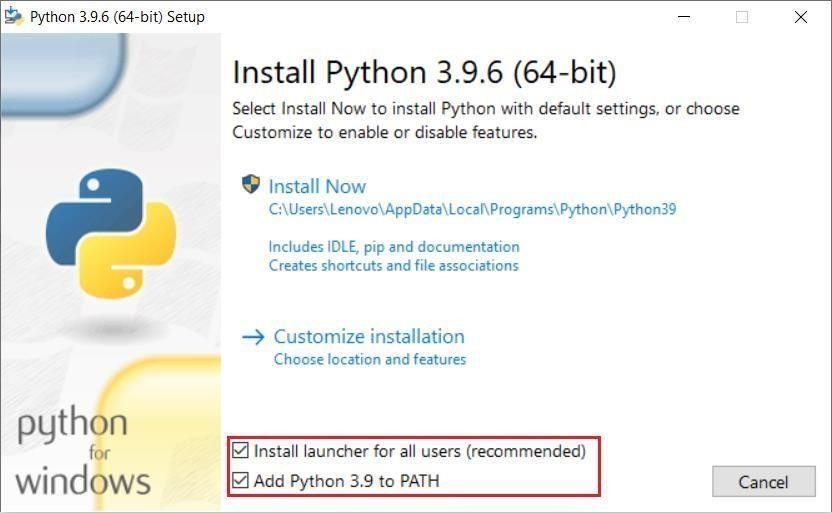 Python 3.9.6 (64-bit) Setup
Install Python 3.9.6 (64-bit)
Select Install Now to install Python with default settings, or choose
Customize to enable or disable features.
Install Now
C:\Users\Lenovo\AppData\Local\Programs\Python\Python39
Includes IDLE, pip and documentation
Creates shortcuts and file associations
Customize installation
Choose location and features
python
for
windows
Install launcher for all users (recommended)
Add Python 3.9 to PATH
Cancel